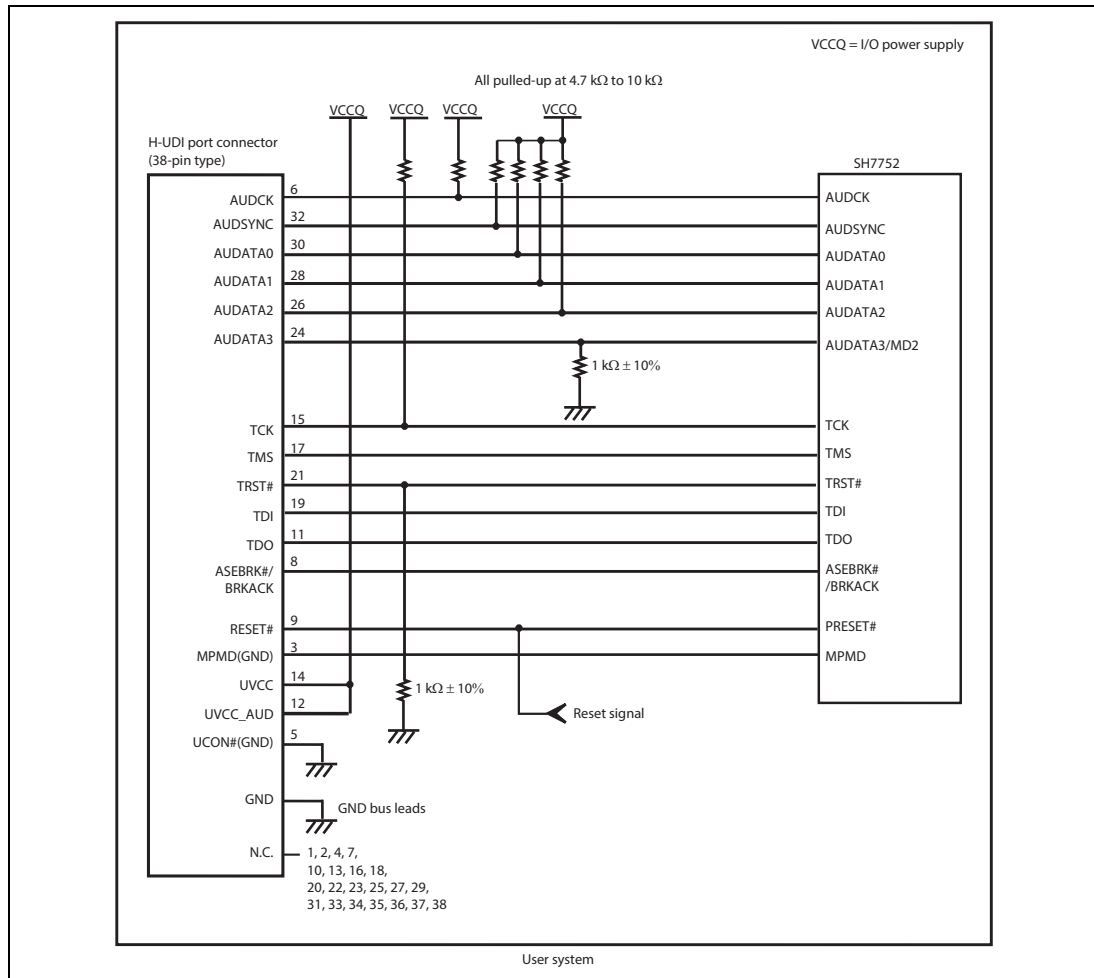 VCCQ = I/O power supply
All pulled-up at 4.7 kΩ to 10 kΩ
VCCQ VCCQ VCCQ VCCQ
H-UDI port connector
(38-pin type)
SH7752
AUDCK 6 AUDCK
AUDSYNC 32 AUDSYNC
AUDATA0 30 AUDATA0
AUDATA1 28 AUDATA1
AUDATA2 26 AUDATA2
AUDATA3 24 AUDATA3/MD2
1 kΩ ± 10%
TCK 15 TCK
TMS 17 TMS
TRST# 21 TRST#
TDI 19 TDI
TDO 11 TDO
ASEBRK#/ 8 ASEBRK#
BRKACK /BRKACK
RESET# 9 PRESET#
MPMD(GND) 3 MPMD
UVCC 14
1 kΩ ± 10%
UVCC_AUD 12
Reset signal
UCON#(GND) 5
GND
GND bus leads
N.C. 1, 2, 4, 7,
10, 13, 16, 18,
20, 22, 23, 25, 27, 29,
31, 33, 34, 35, 36, 37, 38
User system